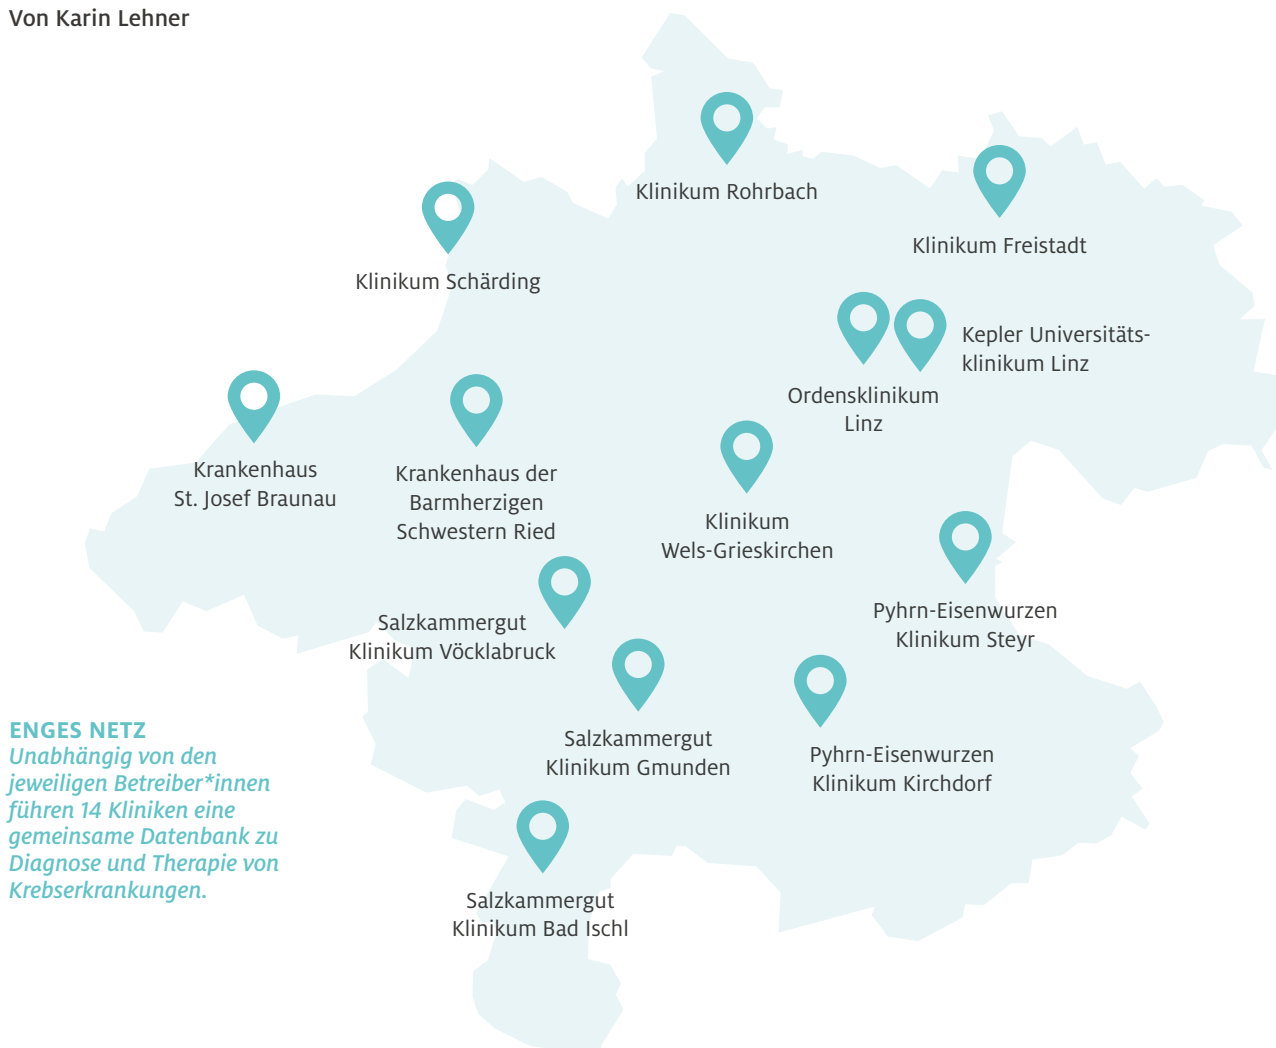 Von Karin Lehner
Klinikum Rohrbach
Klinikum Freistadt
Klinikum Schärding
Kepler Universitäts-
klinikum Linz
Ordensklinikum
Linz
Krankenhaus
St. Josef Braunau
Krankenhaus der
Barmherzigen
Schwestern Ried
Klinikum
Wels-Grieskirchen
Pyhrn-Eisenwurzen
Klinikum Steyr
Salzkammergut
Klinikum Vöcklabruck
Salzkammergut
Klinikum Gmunden
Pyhrn-Eisenwurzen
Klinikum Kirchdorf
ENGES NETZ
Unabhängig von den
jeweiligen Betreiber*innen
führen 14 Kliniken eine
gemeinsame Datenbank zu
Diagnose und Therapie von
Krebserkrankungen.
Salzkammergut
Klinikum Bad Ischl